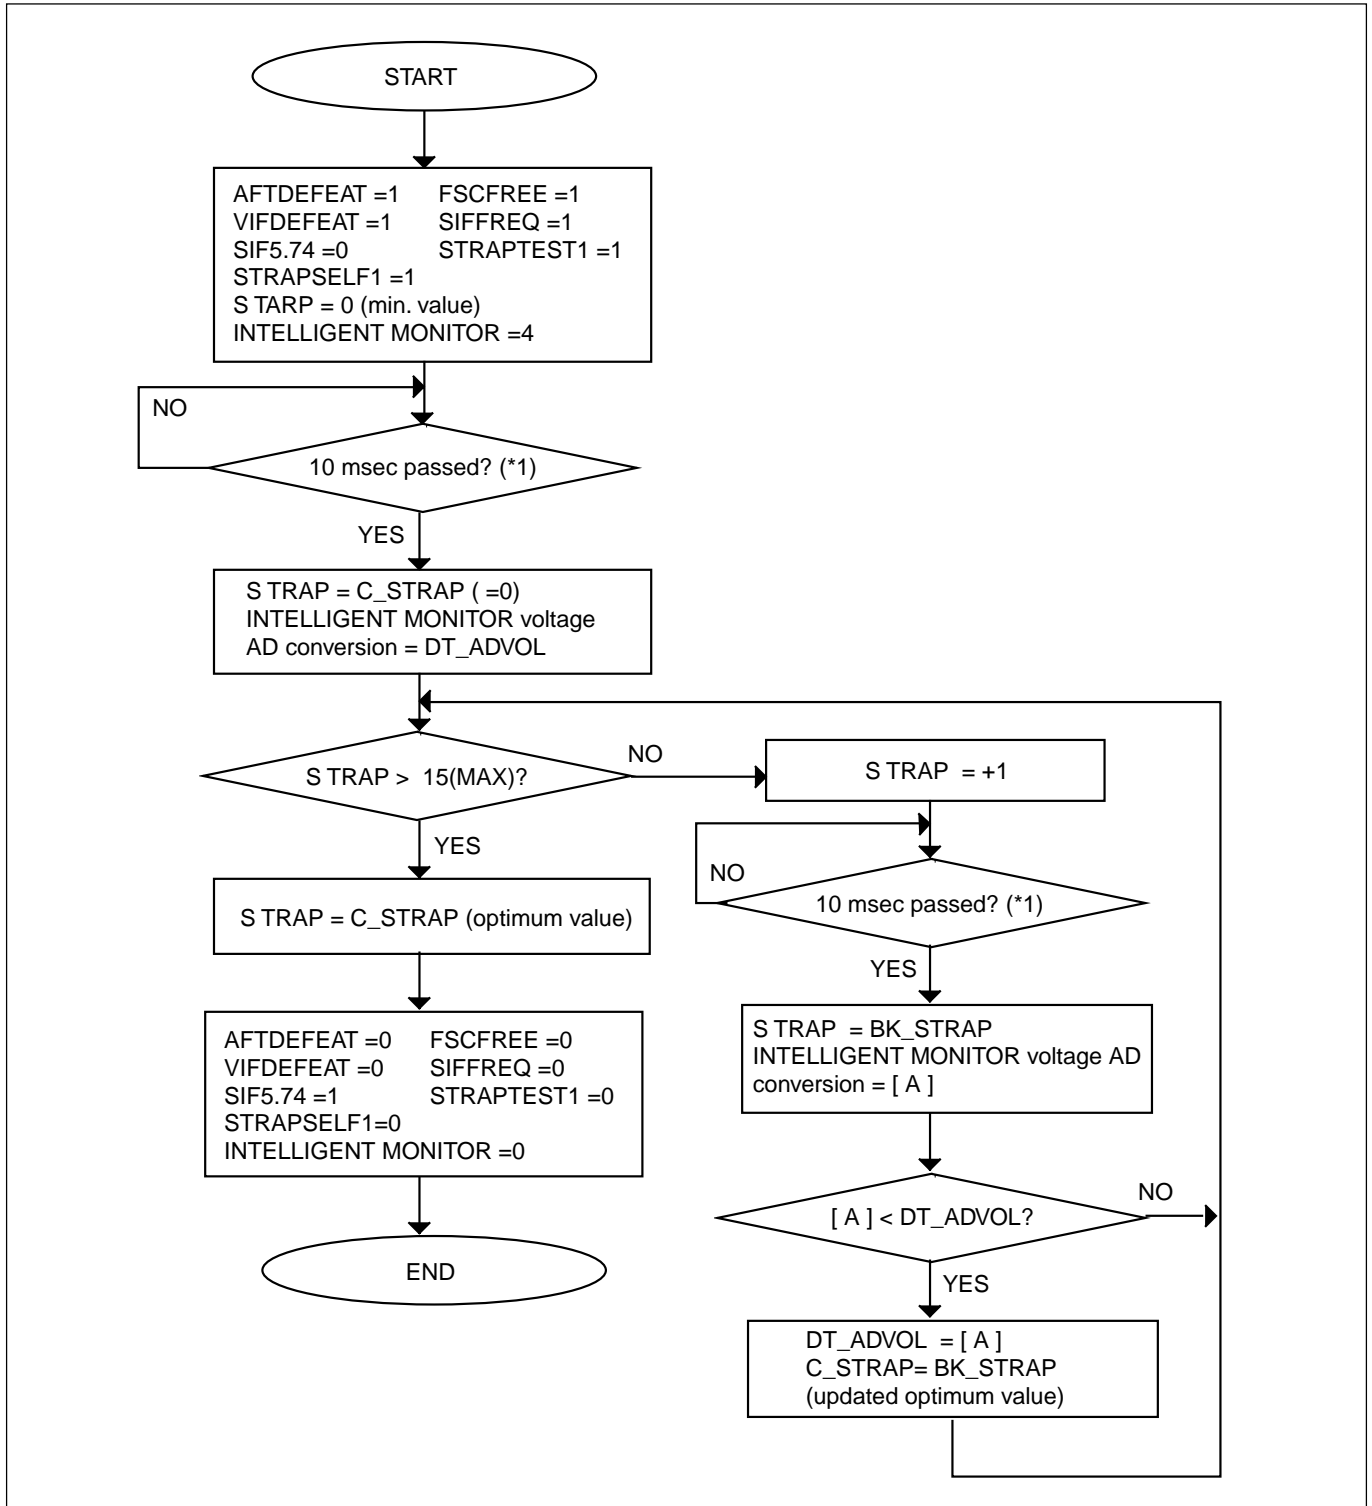 START
AFTDEFEAT =1 FSCFREE =1
VIFDEFEAT =1 SIFFREQ =1
SIF5.74 =0 STRAPTEST1 =1
STRAPSELF1 =1
S TARP = 0 (min. value)
INTELLIGENT MONITOR =4
NO
10 msec passed? (*1)
YES
S TRAP = C_STRAP ( =0)
INTELLIGENT MONITOR voltage
AD conversion = DT_ADVOL
S TRAP > 15(MAX)?
NO
S TRAP = +1
YES
NO
10 msec passed? (*1)
YES
S TRAP = C_STRAP (optimum value)
S TRAP = BK_STRAP
INTELLIGENT MONITOR voltage AD
conversion = [ A ]
AFTDEFEAT =0 FSCFREE =0
VIFDEFEAT =0 SIFFREQ =0
SIF5.74 =1 STRAPTEST1 =0
STRAPSELF1=0
INTELLIGENT MONITOR =0
[ A ] < DT_ADVOL?
NO
YES
END
DT_ADVOL = [ A ]
C_STRAP= BK_STRAP
(updated optimum value)